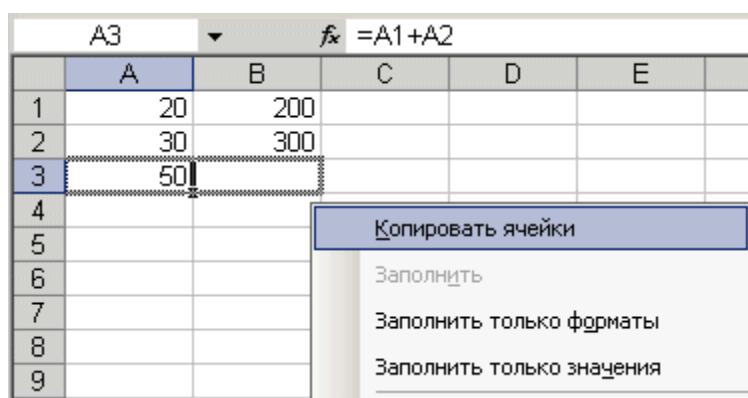 A3 fx =A1+A2
A B C D E
1 20 200
2 30 300
3 50
4
5
6
7
8
9
Копировать ячейки
Заполнить
Заполнить только форматы
Заполнить только значения